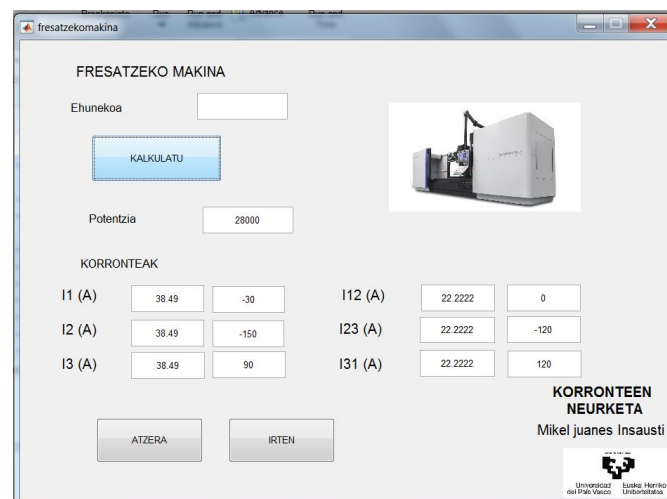 fresatzekomakina
FRESATZEKO MAKINA
Ehunekoa
KALKULATU
Potentzia 28000
KORRONTEAK
I1 (A) 38.49 -30 I12 (A) 22.2222 0
I2 (A) 38.49 -150 I23 (A) 22.2222 -120
I3 (A) 38.49 90 I31 (A) 22.2222 120
KORRONTEEN
NEURKETA
ATZERA IRTEN Mikel juanes Insausti
Universidad Euskal Herriko
del País Vasco Unibertsitatea